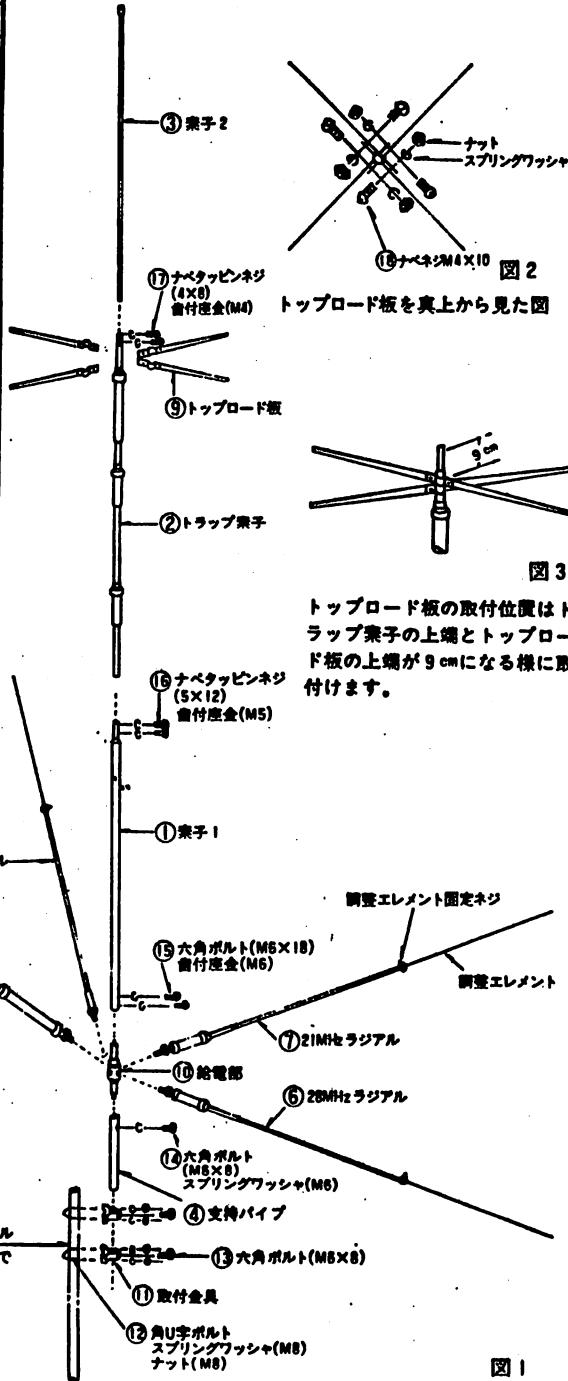 ③ 素子2
ナット
スプリングワッシャ
⑱ナベネジM4×10
図2
トップロード板を真上から見た図
⑰ナベタッピンネジ
(4×8)
歯付座金(M4)
⑨トップロード板
9cm
②トラップ素子
図3
トップロード板の取付位置はト
ラップ素子の上端とトップロー
ド板の上端が9cmになる様に取
付けます。
⑯ナベタッピンネジ
(5×12)
歯付座金(M5)
①素子1
ル
調整エレメント固定ネジ
⑮六角ボルト(M6×18)
歯付座金(M6)
調整エレメント
⑦21MHzラジアル
⑩給電部
⑥28MHzラジアル
⑭六角ボルト
(M6×8)
スプリングワッシャ(M6)
④支持パイプ
ル
で
⑬六角ボルト(M6×8)
⑪取付金具
⑫角U字ボルト
スプリングワッシャ(M8)
ナット(M8)
図1